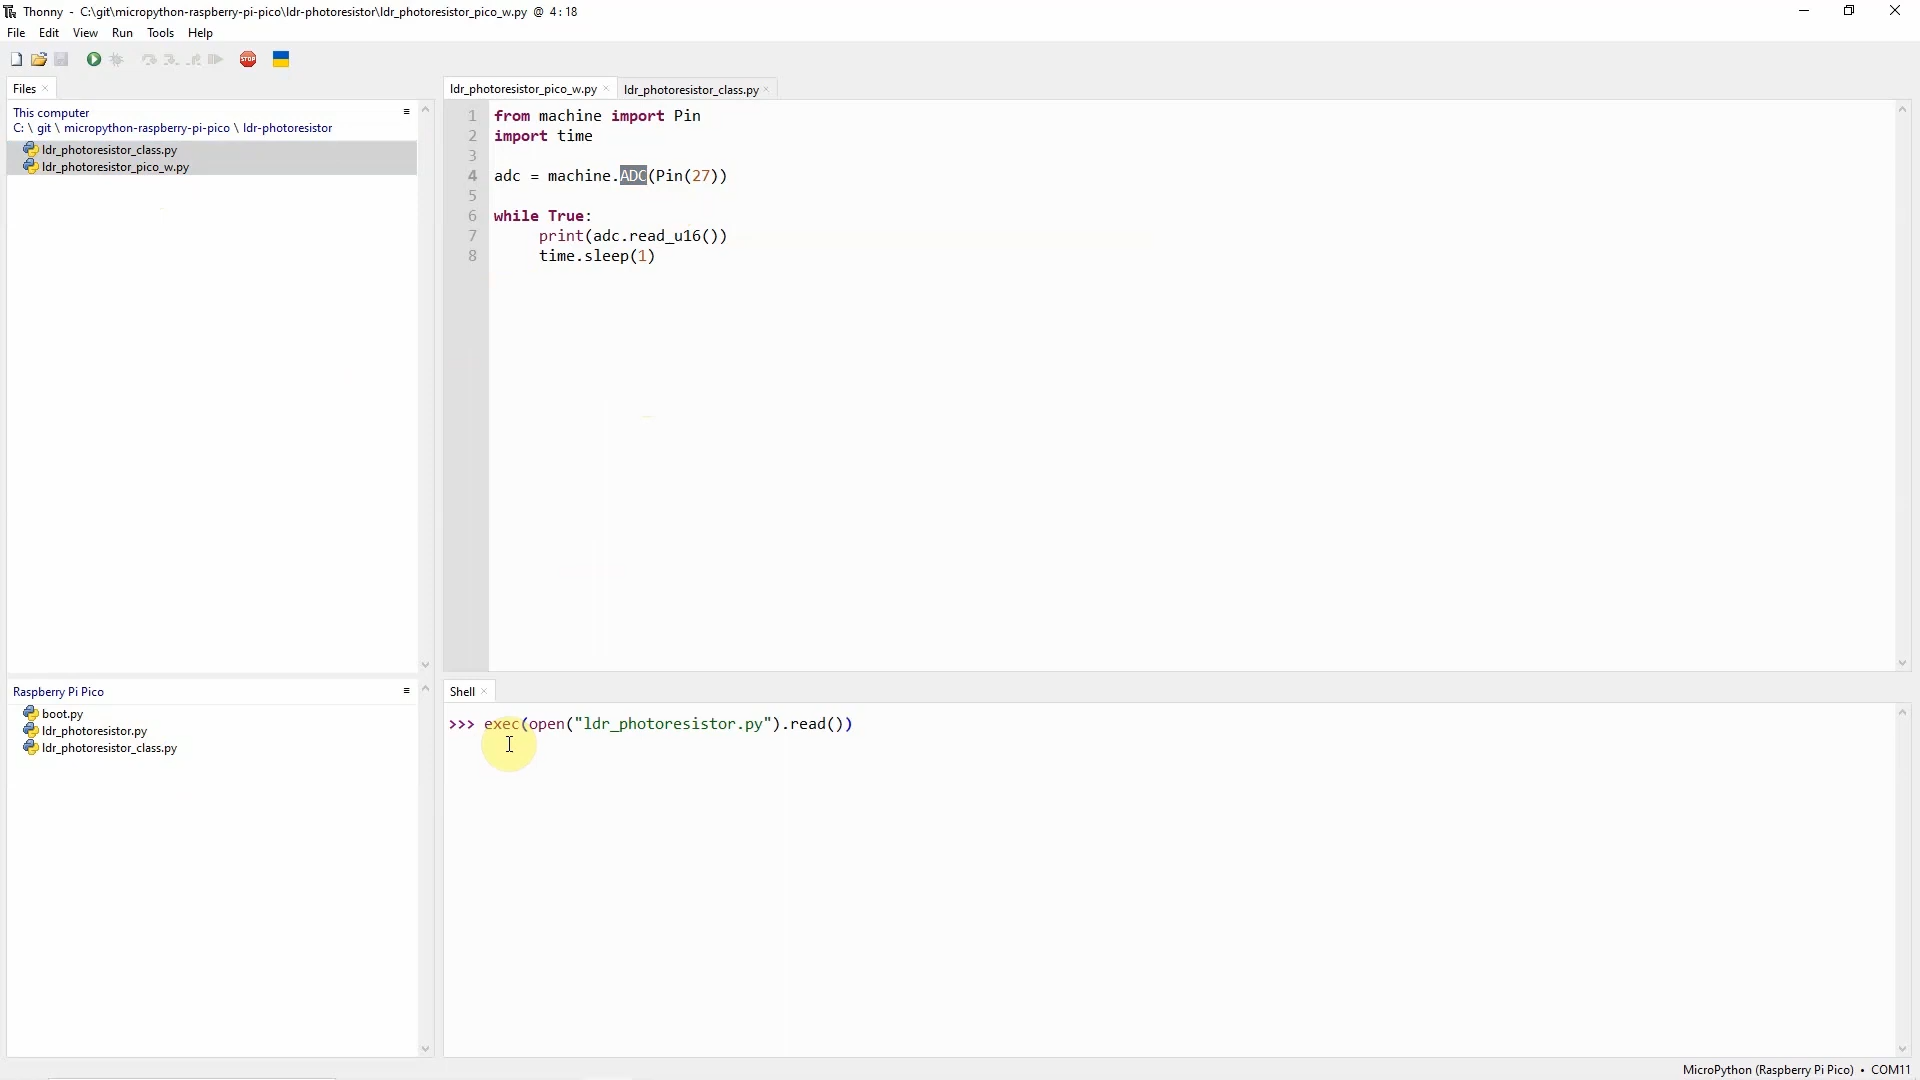 Thonny - C:\git\micropython-raspberry-pi-pico\ldr-photoresistor\ldr_photoresistor_pico_w.py @ 4:18
File Edit View Run Tools Help
STOP
Files
This computer
C: \ git \ micropython-raspberry-pi-pico \ ldr-photoresistor
ldr_photoresistor_class.py
ldr_photoresistor_pico_w.py
Raspberry Pi Pico
boot.py
ldr_photoresistor.py
ldr_photoresistor_class.py
ldr_photoresistor_pico_w.py ldr_photoresistor_class.py
1 from machine import Pin
2 import time
3
4 adc = machine.ADC(Pin(27))
5
6 while True:
7 print(adc.read_u16())
8 time.sleep(1)
Shell
>>> exec(open("ldr_photoresistor.py").read())
MicroPython (Raspberry Pi Pico) • COM11